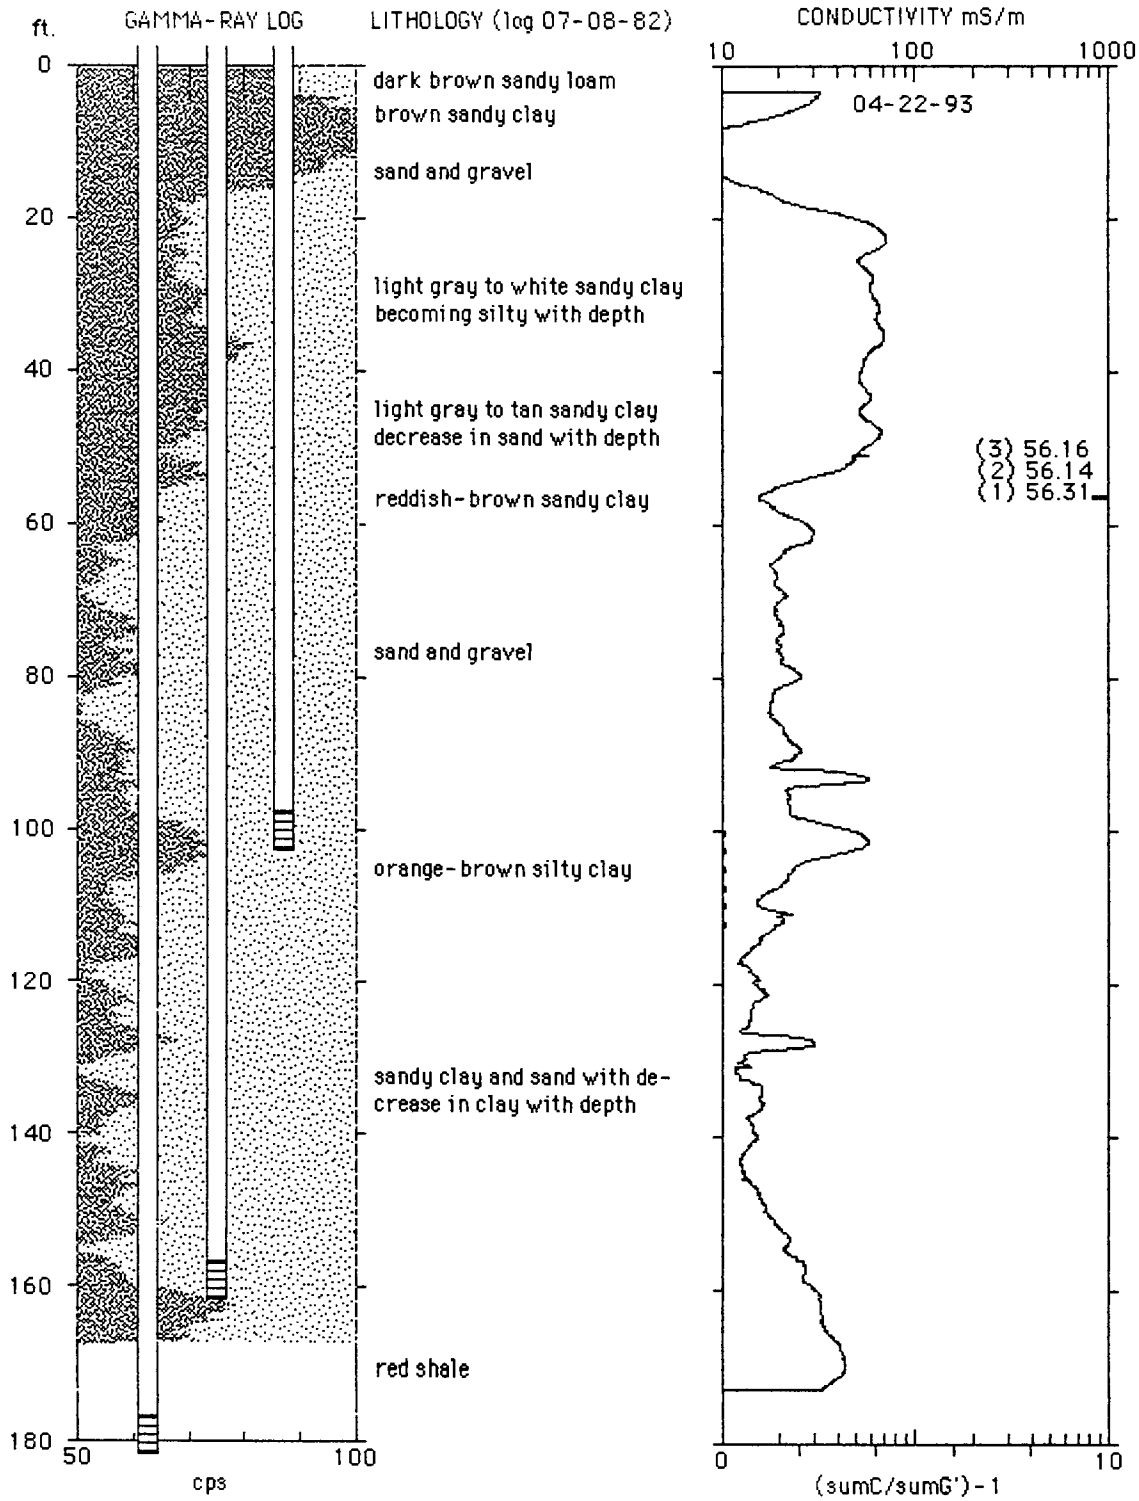 ft.
GAMMA-RAY LOG
LITHOLOGY (log 07-08-82)
CONDUCTIVITY mS/m
10
100
1000
0
dark brown sandy loam
04-22-93
brown sandy clay
sand and gravel
20
light gray to white sandy clay
becoming silty with depth
40
light gray to tan sandy clay
decrease in sand with depth
(3) 56.16
(2) 56.14
(1) 56.31
reddish-brown sandy clay
60
sand and gravel
80
100
orange-brown silty clay
120
sandy clay and sand with de-
crease in clay with depth
140
160
red shale
180
50
100
cps
0
10
(sumC/sumG')-1